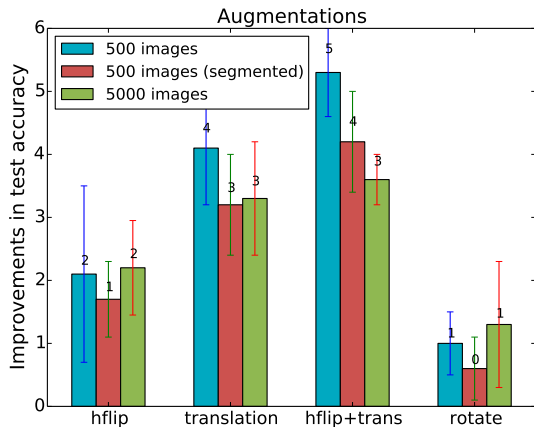 Augmentations
Improvements in test accuracy
6
5
4
3
2
1
0
500 images
500 images (segmented)
5000 images
2
1
2
4
3
3
5
4
3
1
0
1
hflip
translation
hflip+trans
rotate